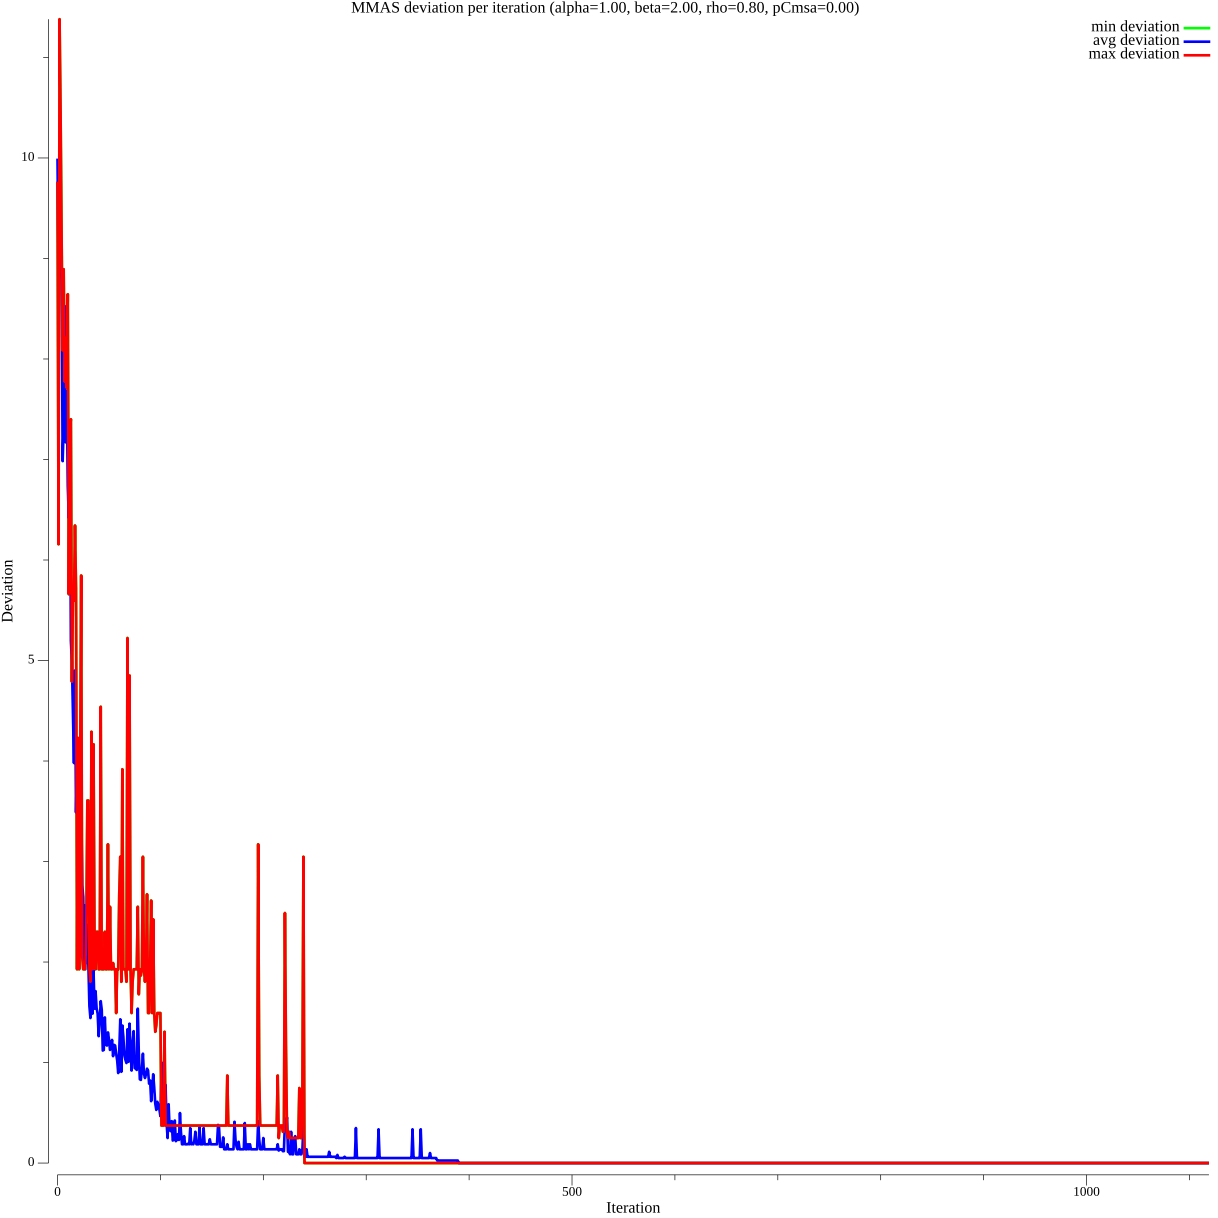 MMAS deviation per iteration (alpha=1.00, beta=2.00, rho=0.80, pCmsa=0.00)
min deviation
avg deviation
max deviation
10
5
0
Deviation
0
500
1000
Iteration